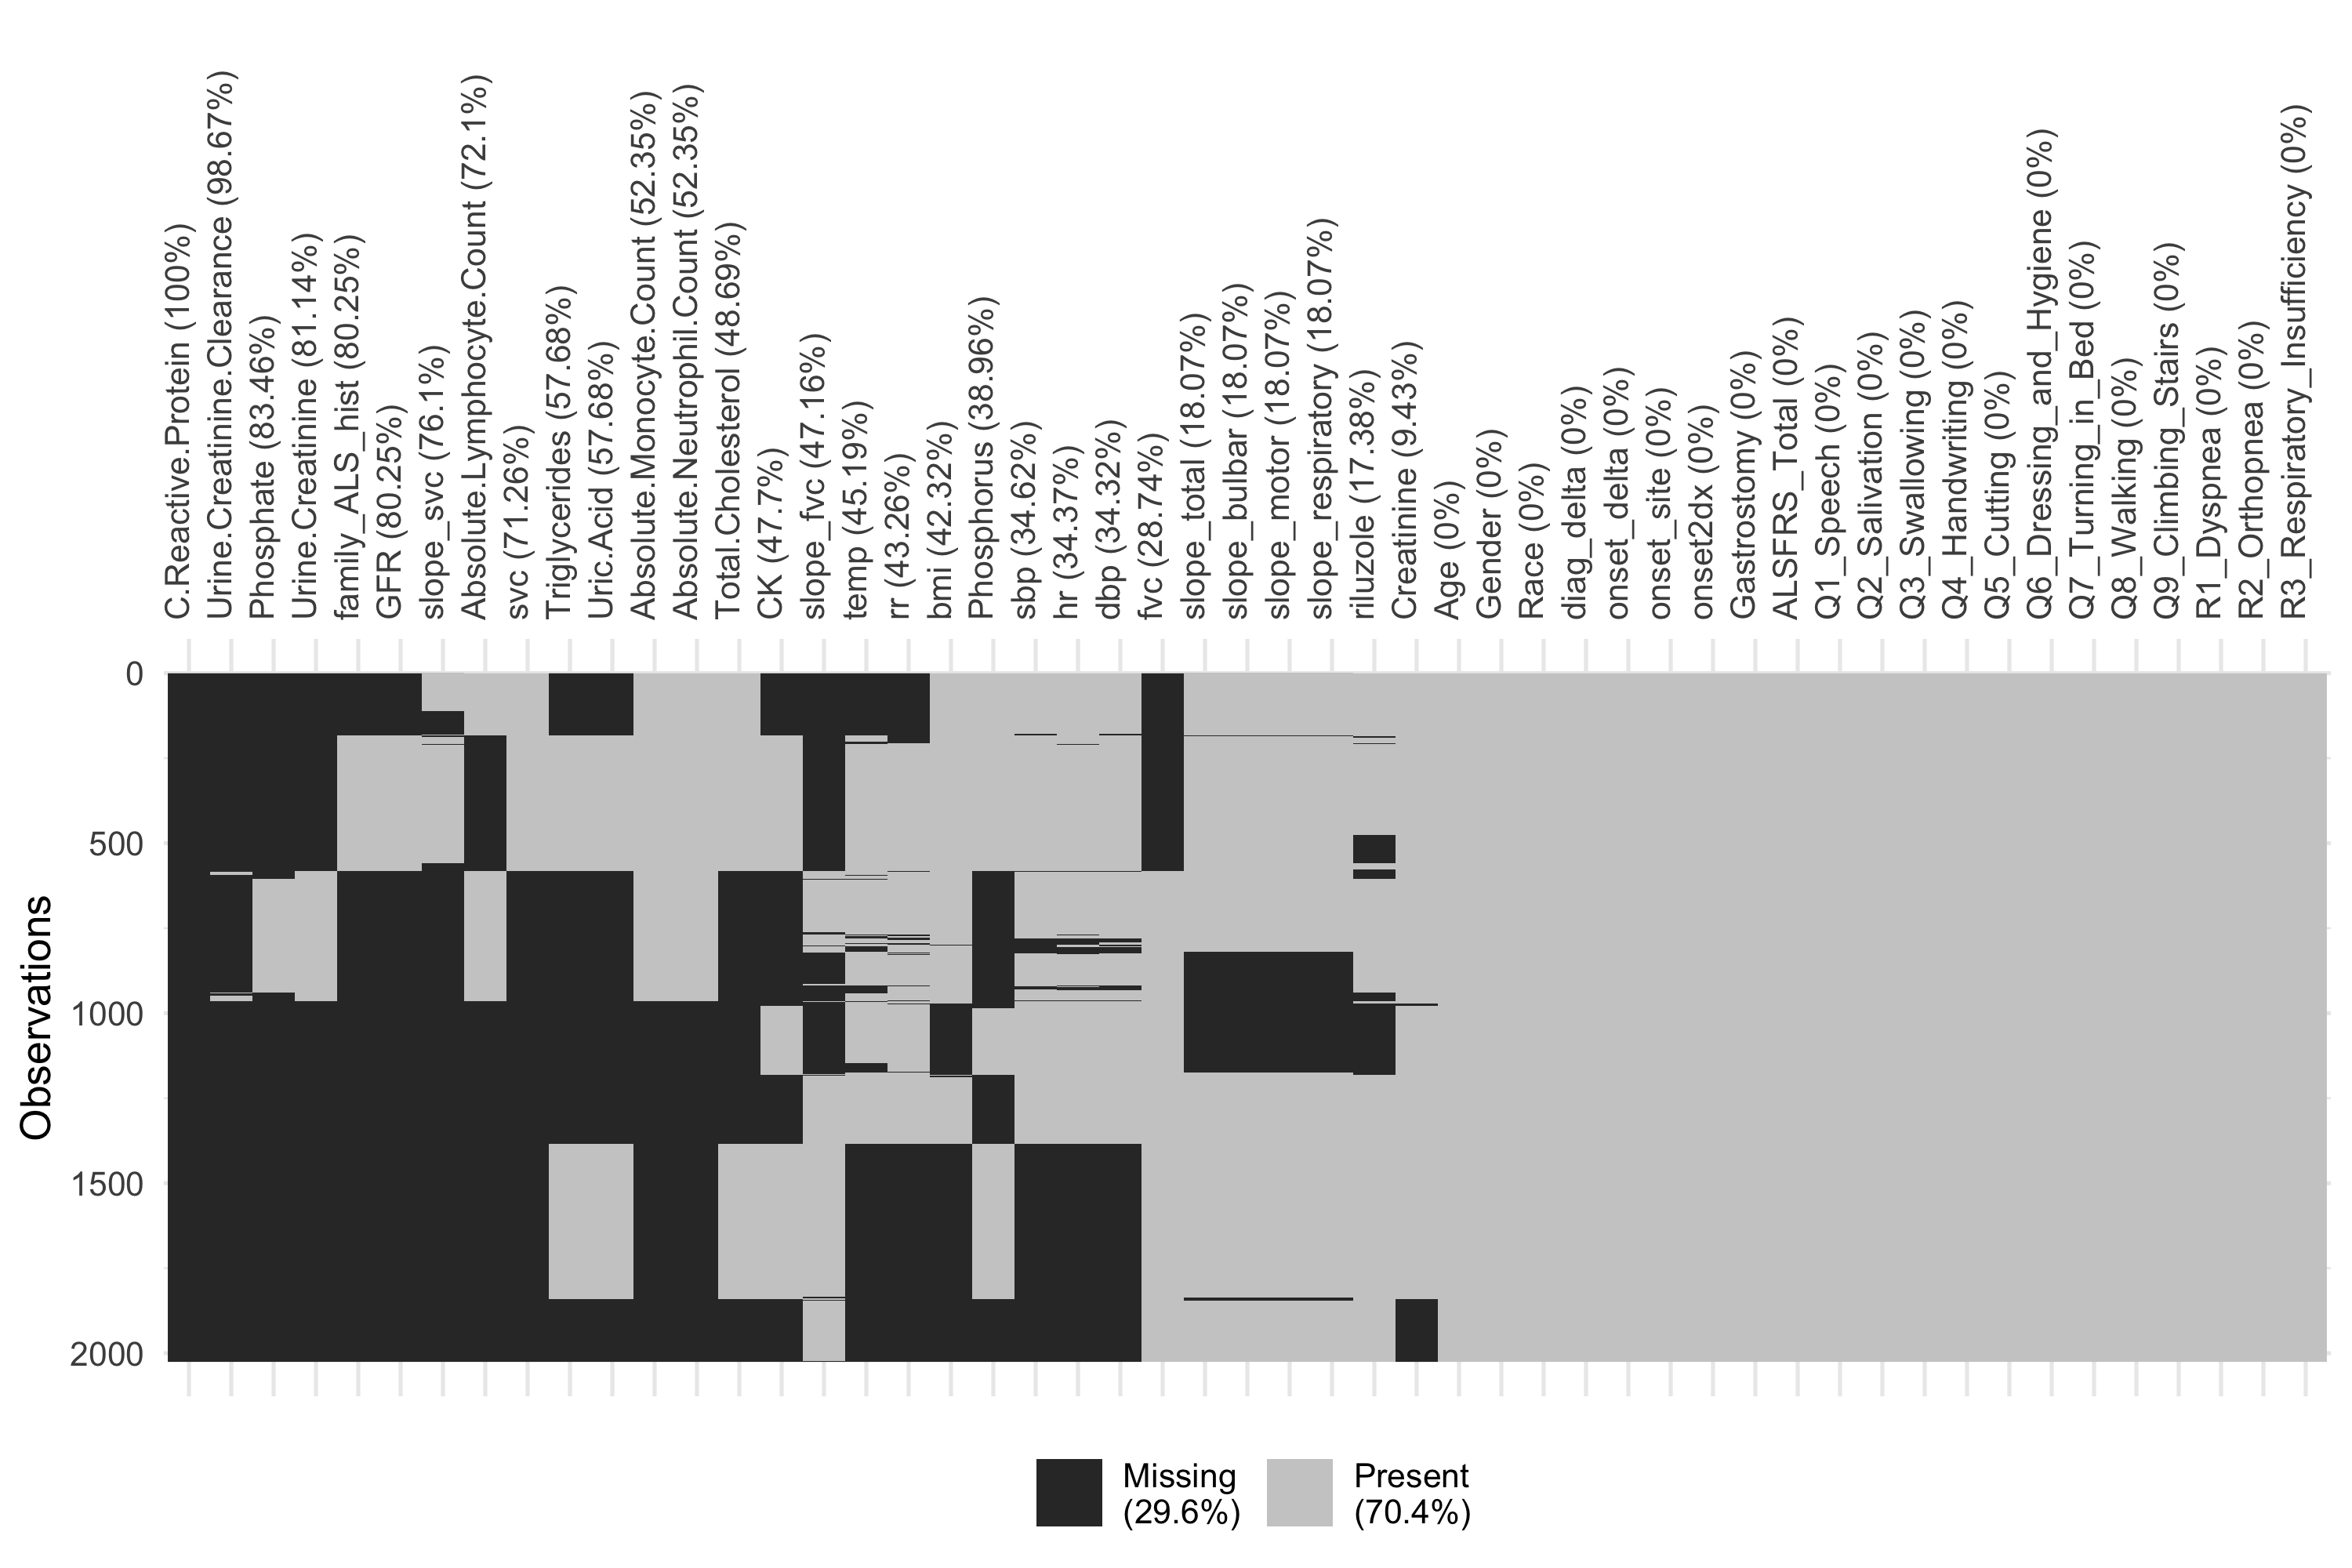 C.Reactive.Protein (100%)
Urine.Creatinine.Clearance (98.67%)
Phosphate (83.46%)
Urine.Creatinine (81.14%)
family_ALS_hist (80.25%)
GFR (80.25%)
slope_svc (76.1%)
Absolute.Lymphocyte.Count (72.1%)
svc (71.26%)
Triglycerides (57.68%)
Uric.Acid (57.68%)
Absolute.Monocyte.Count (52.35%)
Absolute.Neutrophil.Count (52.35%)
Total.Cholesterol (48.69%)
CK (47.7%)
slope_fvc (47.16%)
temp (45.19%)
rr (43.26%)
bmi (42.32%)
Phosphorus (38.96%)
sbp (34.62%)
hr (34.37%)
dbp (34.32%)
fvc (28.74%)
slope_total (18.07%)
slope_bulbar (18.07%)
slope_motor (18.07%)
slope_respiratory (18.07%)
riluzole (17.38%)
Creatinine (9.43%)
Age (0%)
Gender (0%)
Race (0%)
diag_delta (0%)
onset_delta (0%)
onset_site (0%)
onset2dx (0%)
Gastrostomy (0%)
ALSFRS_Total (0%)
Q1_Speech (0%)
Q2_Salivation (0%)
Q3_Swallowing (0%)
Q4_Handwriting (0%)
Q5_Cutting (0%)
Q6_Dressing_and_Hygiene (0%)
Q7_Turning_in_Bed (0%)
Q8_Walking (0%)
Q9_Climbing_Stairs (0%)
R1_Dyspnea (0%)
R2_Orthopnea (0%)
R3_Respiratory_Insufficiency (0%)
0
500
1000
1500
2000
Observations
Missing
(29.6%)
Present
(70.4%)